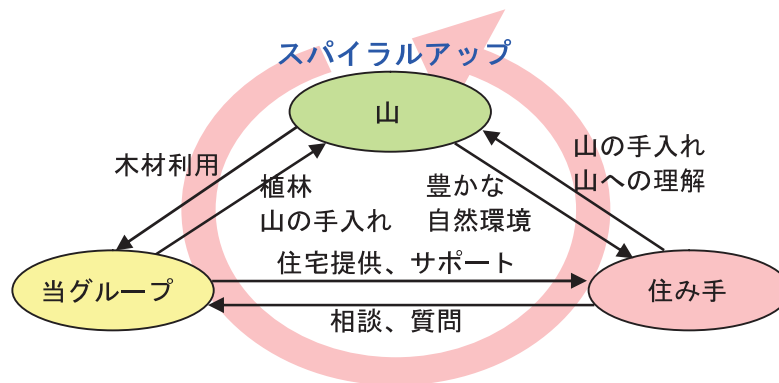 スパイラルアップ
山
木材利用
植林
山の手入れ
豊かな
自然環境
山の手入れ
山への理解
当グループ
住宅提供、サポート
相談、質問
住み手